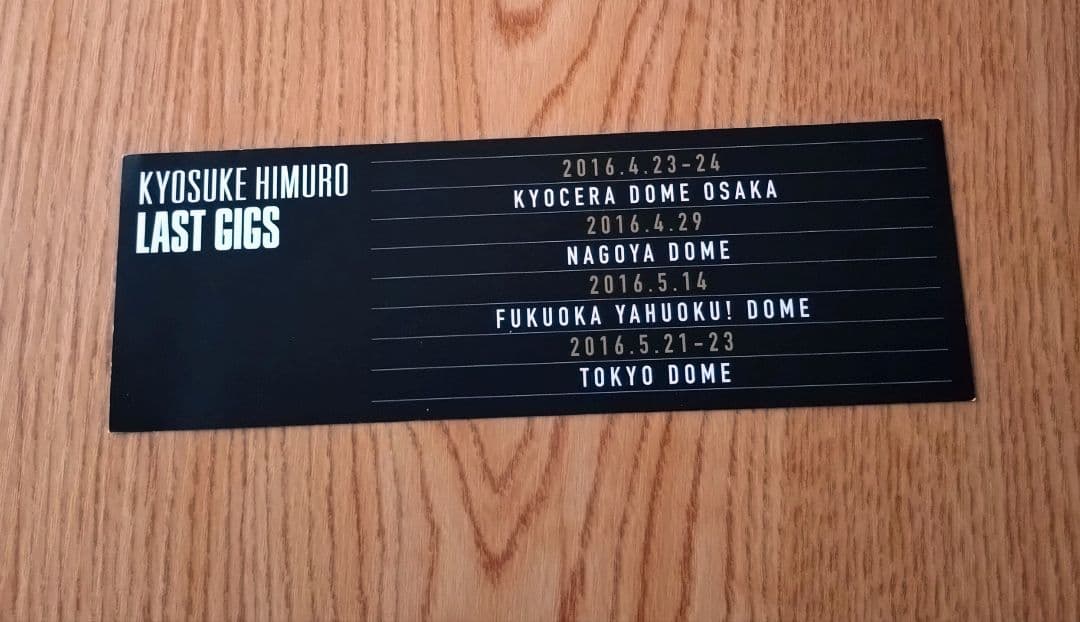 KYOSUKE HIMURO
LAST GIGS
2016.4.23-24
KYOCERA DOME OSAKA
2016.4.29
NAGOYA DOME
2016.5.14
FUKUOKA YAHUOKU! DOME
2016.5.21-23
TOKYO DOME